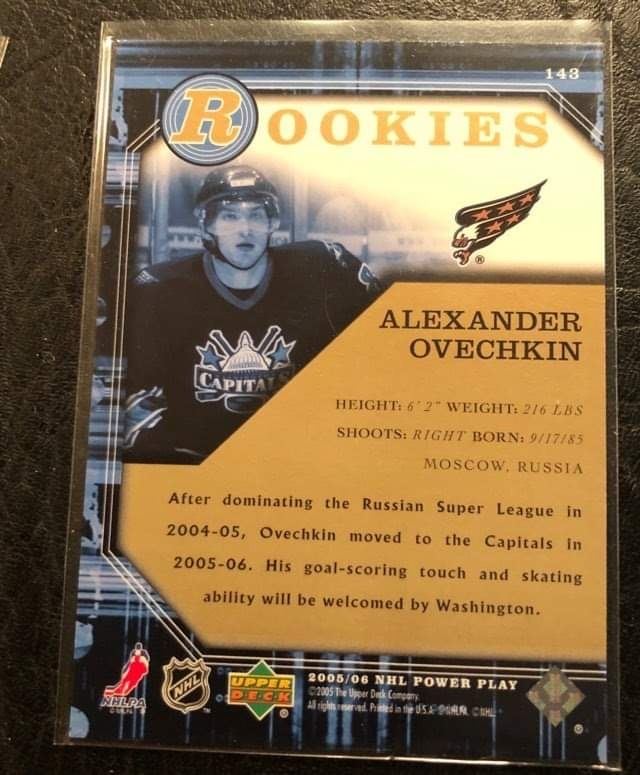 143
ROOKIES
CAPITALS
ALEXANDER
OVECHKIN
HEIGHT: 6' 2" WEIGHT: 216 LBS
SHOOTS: RIGHT BORN: 9/17/85
MOSCOW, RUSSIA
After dominating the Russian Super League in
2004-05, Ovechkin moved to the Capitals in
2005-06. His goal-scoring touch and skating
ability will be welcomed by Washington.
NHLPA
NHL
UPPER
DECK
2005/06 NHL POWER PLAY
©2005 The Upper Deck Company.
All rights reserved. Printed in the U.S.A. ©NHLPA. ©NHL.